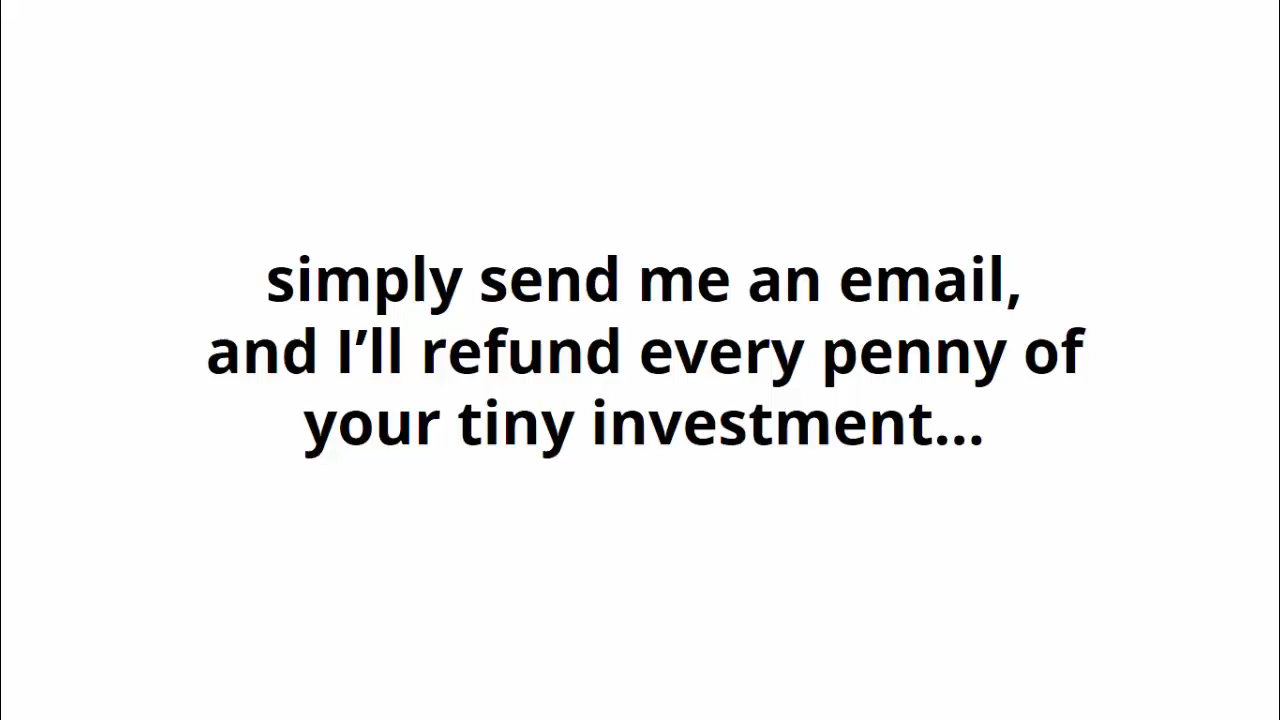 simply send me an email,
and I’ll refund every penny of
your tiny investment...